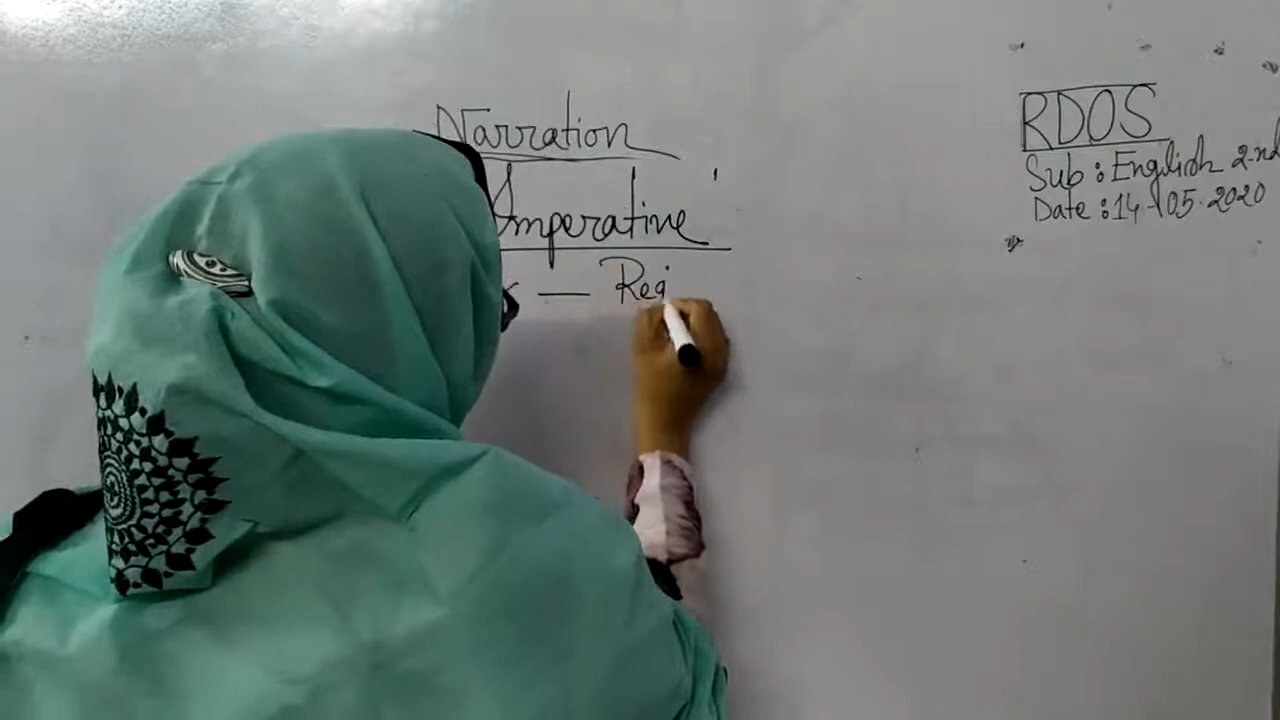 Narration
Imperative
— Req
RDOS
Sub : English 2nd
Date : 14.05.2020